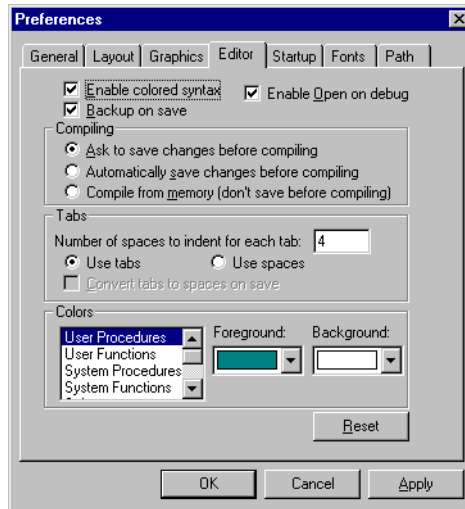 Preferences
General Layout Graphics Editor Startup Fonts Path
Enable colored syntax Enable Open on debug
Backup on save
Compiling
Ask to save changes before compiling
Automatically save changes before compiling
Compile from memory (don't save before compiling)
Tabs
Number of spaces to indent for each tab: 4
Use tabs Use spaces
Convert tabs to spaces on save
Colors
User Procedures Foreground: Background:
User Functions
System Procedures
System Functions
Reset
OK Cancel Apply